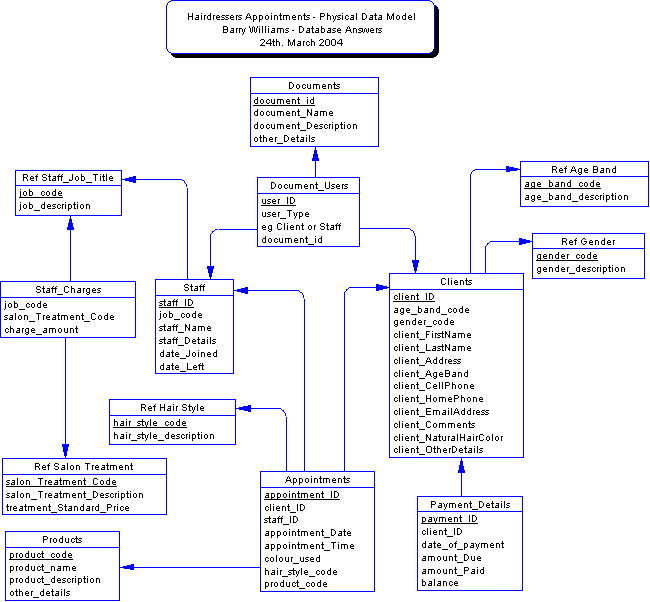 Hairdressers Appointments - Physical Data Model
Barry Williams - Database Answers
24th. March 2004
Documents
document_id
document_Name
document_Description
other_Details
Ref Staff_Job_Title
job_code
job_description
Document_Users
user_ID
user_Type
eg Client or Staff
document_id
Ref Age Band
age_band_code
age_band_description
Ref Gender
gender_code
gender_description
Staff_Charges
job_code
salon_Treatment_Code
charge_amount
Staff
staff_ID
job_code
staff_Name
staff_Details
date_Joined
date_Left
Clients
client_ID
age_band_code
gender_code
client_FirstName
client_LastName
client_Address
client_AgeBand
client_CellPhone
client_HomePhone
client_EmailAddress
client_Comments
client_NaturalHairColor
client_OtherDetails
Ref Hair Style
hair_style_code
hair_style_description
Ref Salon Treatment
salon_Treatment_Code
salon_Treatment_Description
treatment_Standard_Price
Appointments
appointment_ID
client_ID
staff_ID
appointment_Date
appointment_Time
colour_used
hair_style_code
product_code
Payment_Details
payment_ID
client_ID
date_of_payment
amount_Due
amount_Paid
balance
Products
product_code
product_name
product_description
other_details